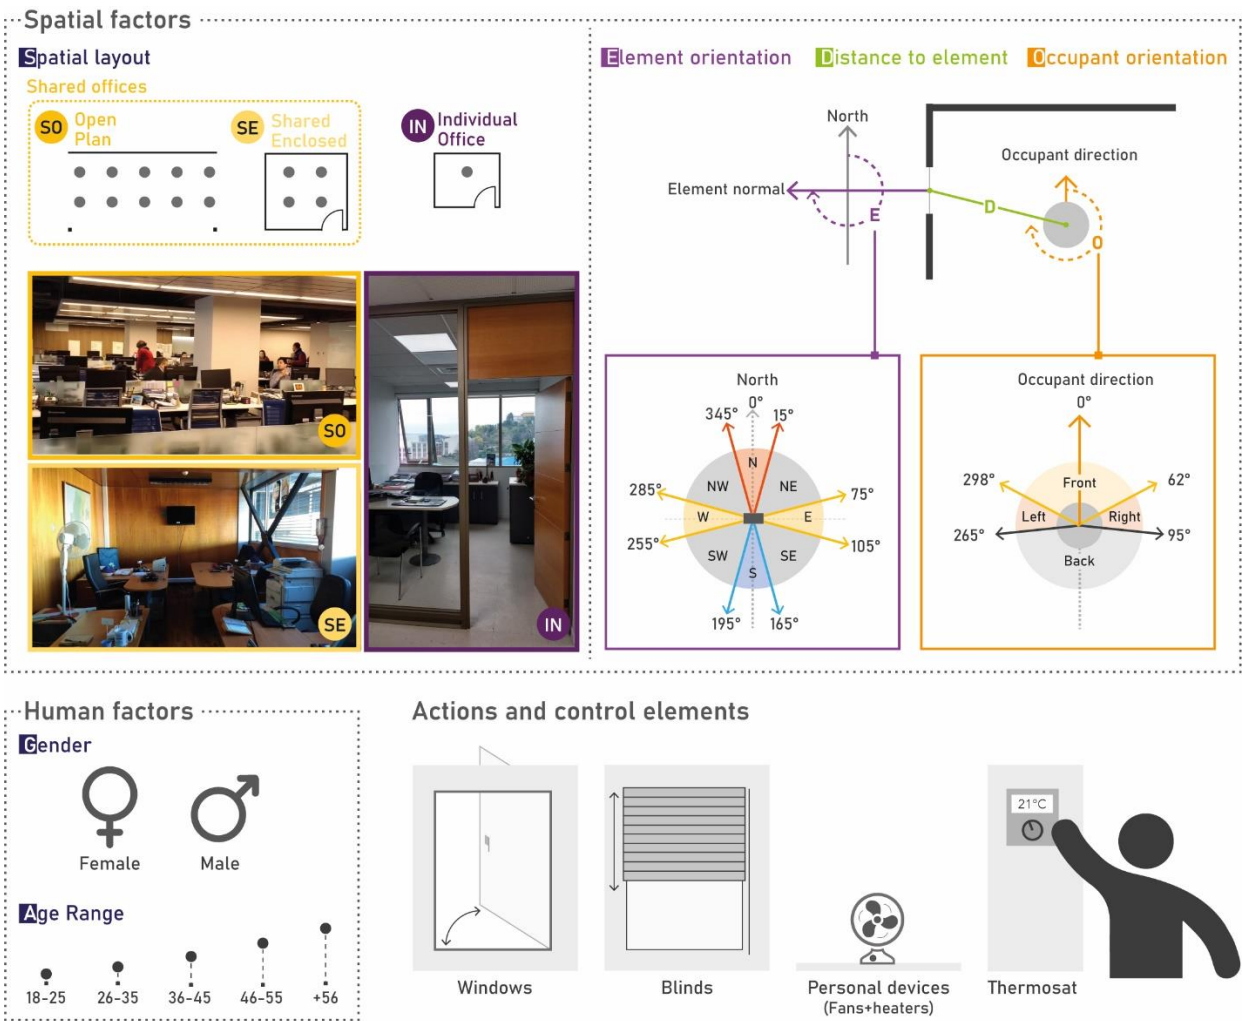 Spatial factors
Spatial layout
Shared offices
SO Open Plan
SE Shared Enclosed
IN Individual Office
SO
SE
IN
Element orientation
Distance to element
Occupant orientation
North
Element normal
E
D
Occupant direction
O
North
0°
345° 15°
N
NW NE
285° 75°
W E
255° 105°
SW SE
S
195° 165°
Occupant direction
0°
298° 62°
Front
Left Right
265° 95°
Back
Human factors
Gender
Female Male
Age Range
18-25 26-35 36-45 46-55 +56
Actions and control elements
21°C
Windows
Blinds
Personal devices
(Fans+heaters)
Thermosat